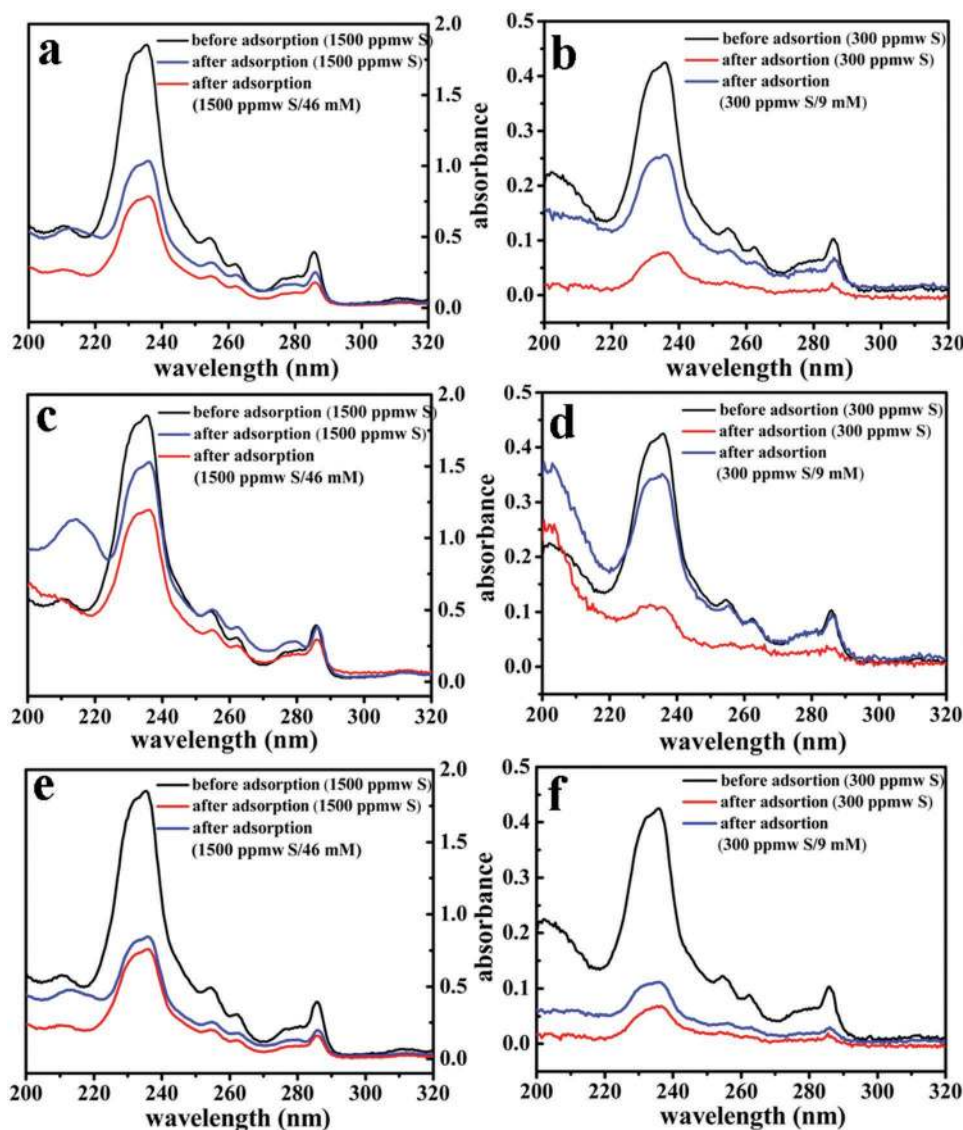 a
before adsorption (1500 ppmw S)
after adsorption (1500 ppmw S)
after adsorption
(1500 ppmw S/46 mM)
2.0
1.5
1.0
0.5
0.0
200 220 240 260 280 300 320
wavelength (nm)
b
before adsorption (300 ppmw S)
after adsortion (300 ppmw S)
after adsortion
(300 ppmw S/9 mM)
absorbance
0.5
0.4
0.3
0.2
0.1
0.0
200 220 240 260 280 300 320
wavelength (nm)
c
before adsorption (1500 ppmw S)
after adsorption (1500 ppmw S)
after adsorption
(1500 ppmw S/46 mM)
2.0
1.5
1.0
0.5
0.0
200 220 240 260 280 300 320
wavelength (nm)
d
before adsorption (300 ppmw S)
after adsortion (300 ppmw S)
after adsortion
(300 ppmw S/9 mM)
absorbance
0.5
0.4
0.3
0.2
0.1
0.0
200 220 240 260 280 300 320
wavelength (nm)
e
before adsorption (1500 ppmw S)
after adsorption (1500 ppmw S)
after adsorption
(1500 ppmw S/46 mM)
2.0
1.5
1.0
0.5
0.0
200 220 240 260 280 300 320
wavelength (nm)
f
before adsorption (300 ppmw S)
after adsortion (300 ppmw S)
after adsortion
(300 ppmw S/9 mM)
absorbance
0.5
0.4
0.3
0.2
0.1
0.0
200 220 240 260 280 300 320
wavelength (nm)